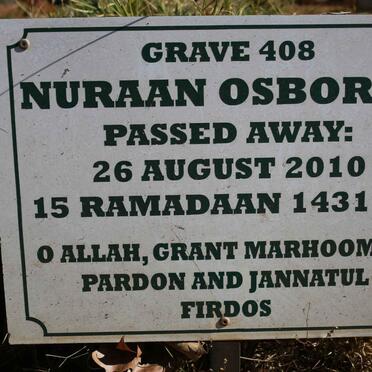 GRAVE 408
NURAAN OSBOR
PASSED AWAY:
26 AUGUST 2010
15 RAMADAAN 1431
O ALLAH, GRANT MARHOOM
PARDON AND JANNATUL
FIRDOS